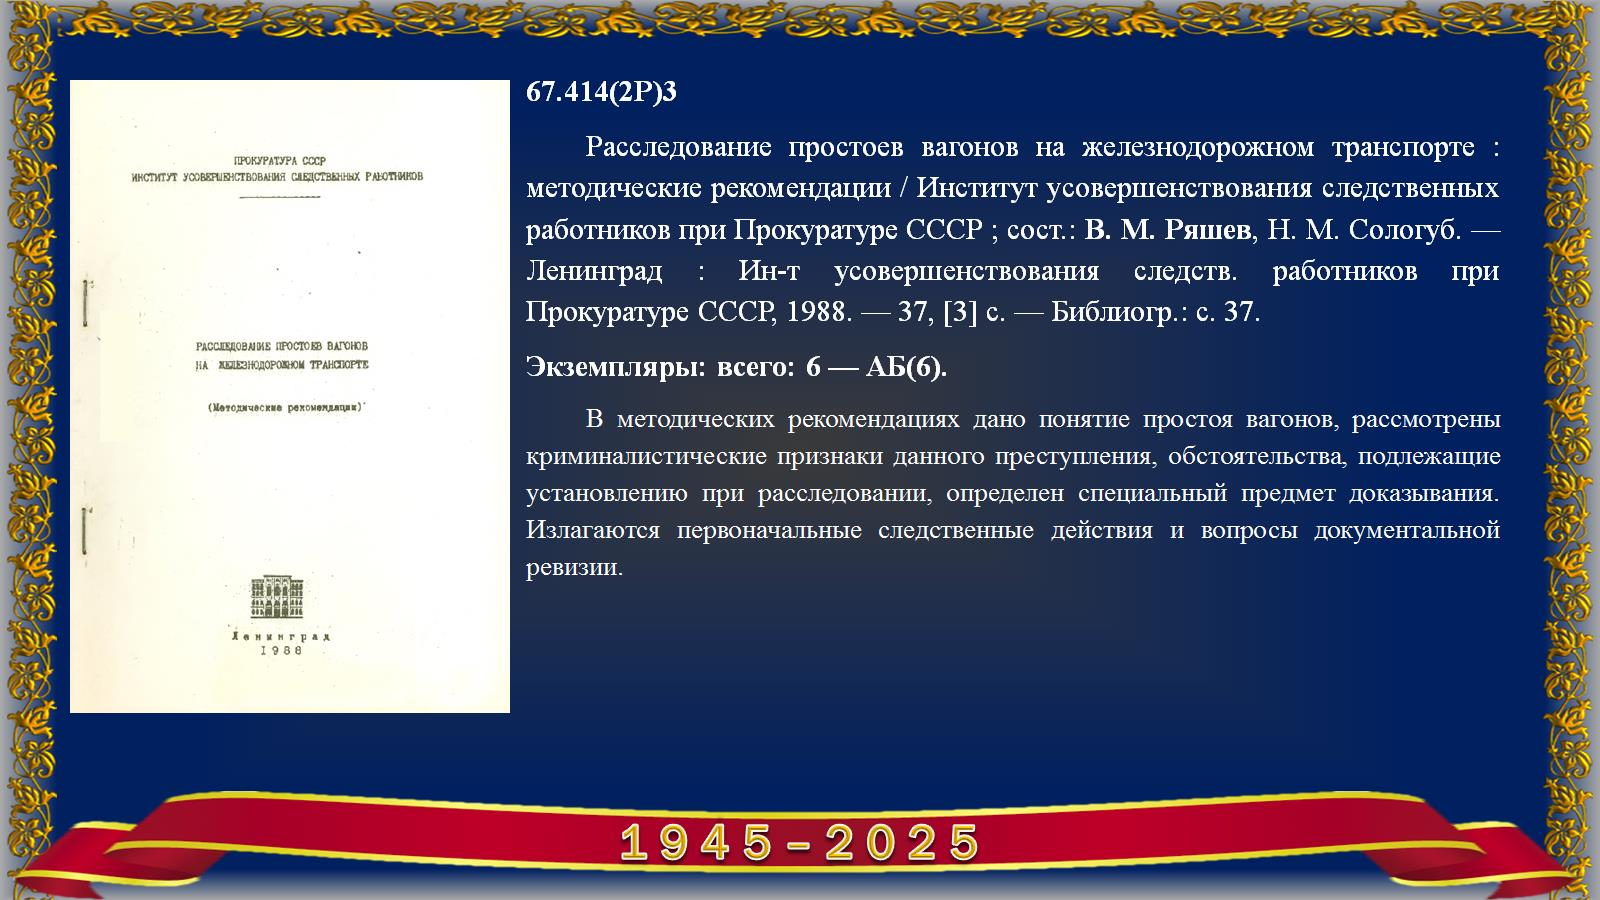 ПРОКУРАТУРА СССР
ИНСТИТУТ УСОВЕРШЕНСТВОВАНИЯ СЛЕДСТВЕННЫХ РАБОТНИКОВ
РАССЛЕДОВАНИЕ ПРОСТОЕВ ВАГОНОВ
НА ЖЕЛЕЗНОДОРОЖНОМ ТРАНСПОРТЕ
(Методические рекомендации)
Ленинград
1988
67.414(2Р)3
Расследование простоев вагонов на железнодорожном транспорте :
методические рекомендации / Институт усовершенствования следственных
работников при Прокуратуре СССР ; сост.: В. М. Ряшев, Н. М. Сологуб. —
Ленинград : Ин-т усовершенствования следств. работников при
Прокуратуре СССР, 1988. — 37, [3] с. — Библиогр.: с. 37.
Экземпляры: всего: 6 — АБ(6).
В методических рекомендациях дано понятие простоя вагонов, рассмотрены
криминалистические признаки данного преступления, обстоятельства, подлежащие
установлению при расследовании, определен специальный предмет доказывания.
Излагаются первоначальные следственные действия и вопросы документальной
ревизии.
1945–2025